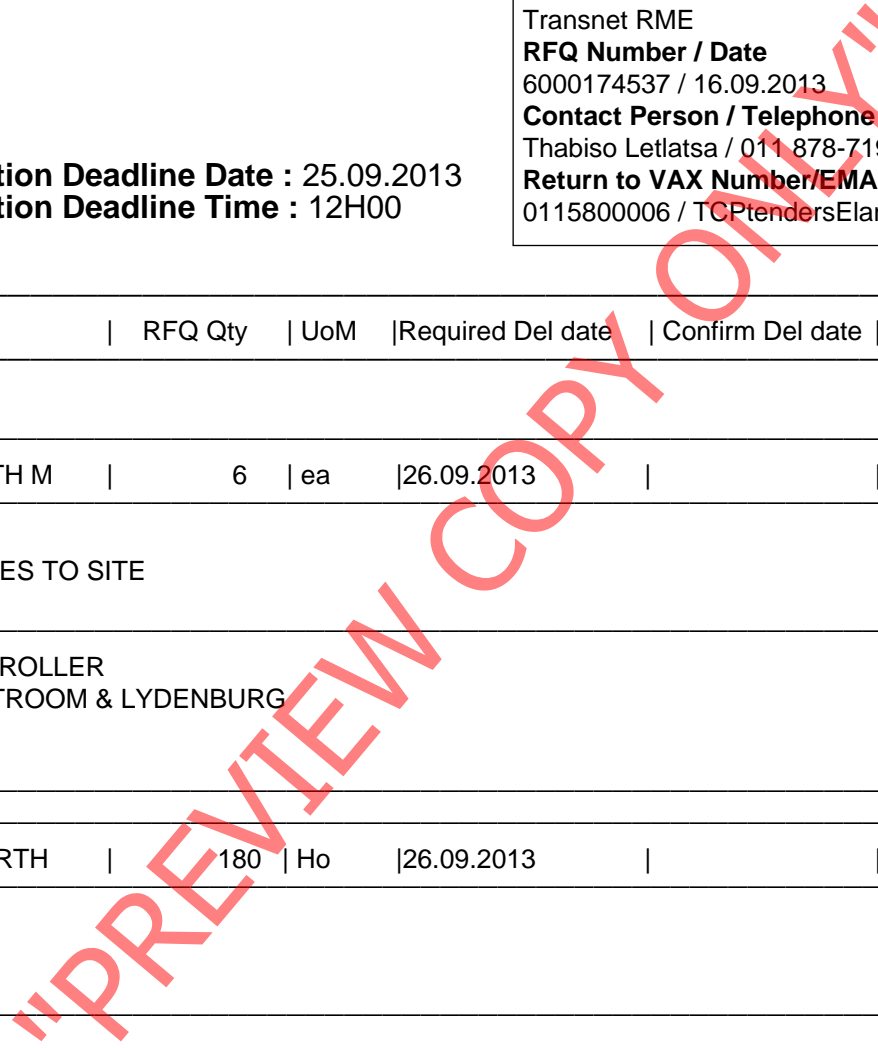 Transnet RME
RFQ Number / Date
6000174537 / 16.09.2013
Contact Person / Telephone
Thabiso Letlatsa / 011 878-719
tion Deadline Date : 25.09.2013
Return to VAX Number/EMA
tion Deadline Time : 12H00
0115800006 / TCPtendersElan
| RFQ Qty | UoM |Required Del date | Confirm Del date |
TH M | 6 | ea |26.09.2013 | |
ES TO SITE
ROLLER
TROOM & LYDENBURG
RTH | 180 | Ho |26.09.2013 | |
"PREVIEW COPY ONLY"